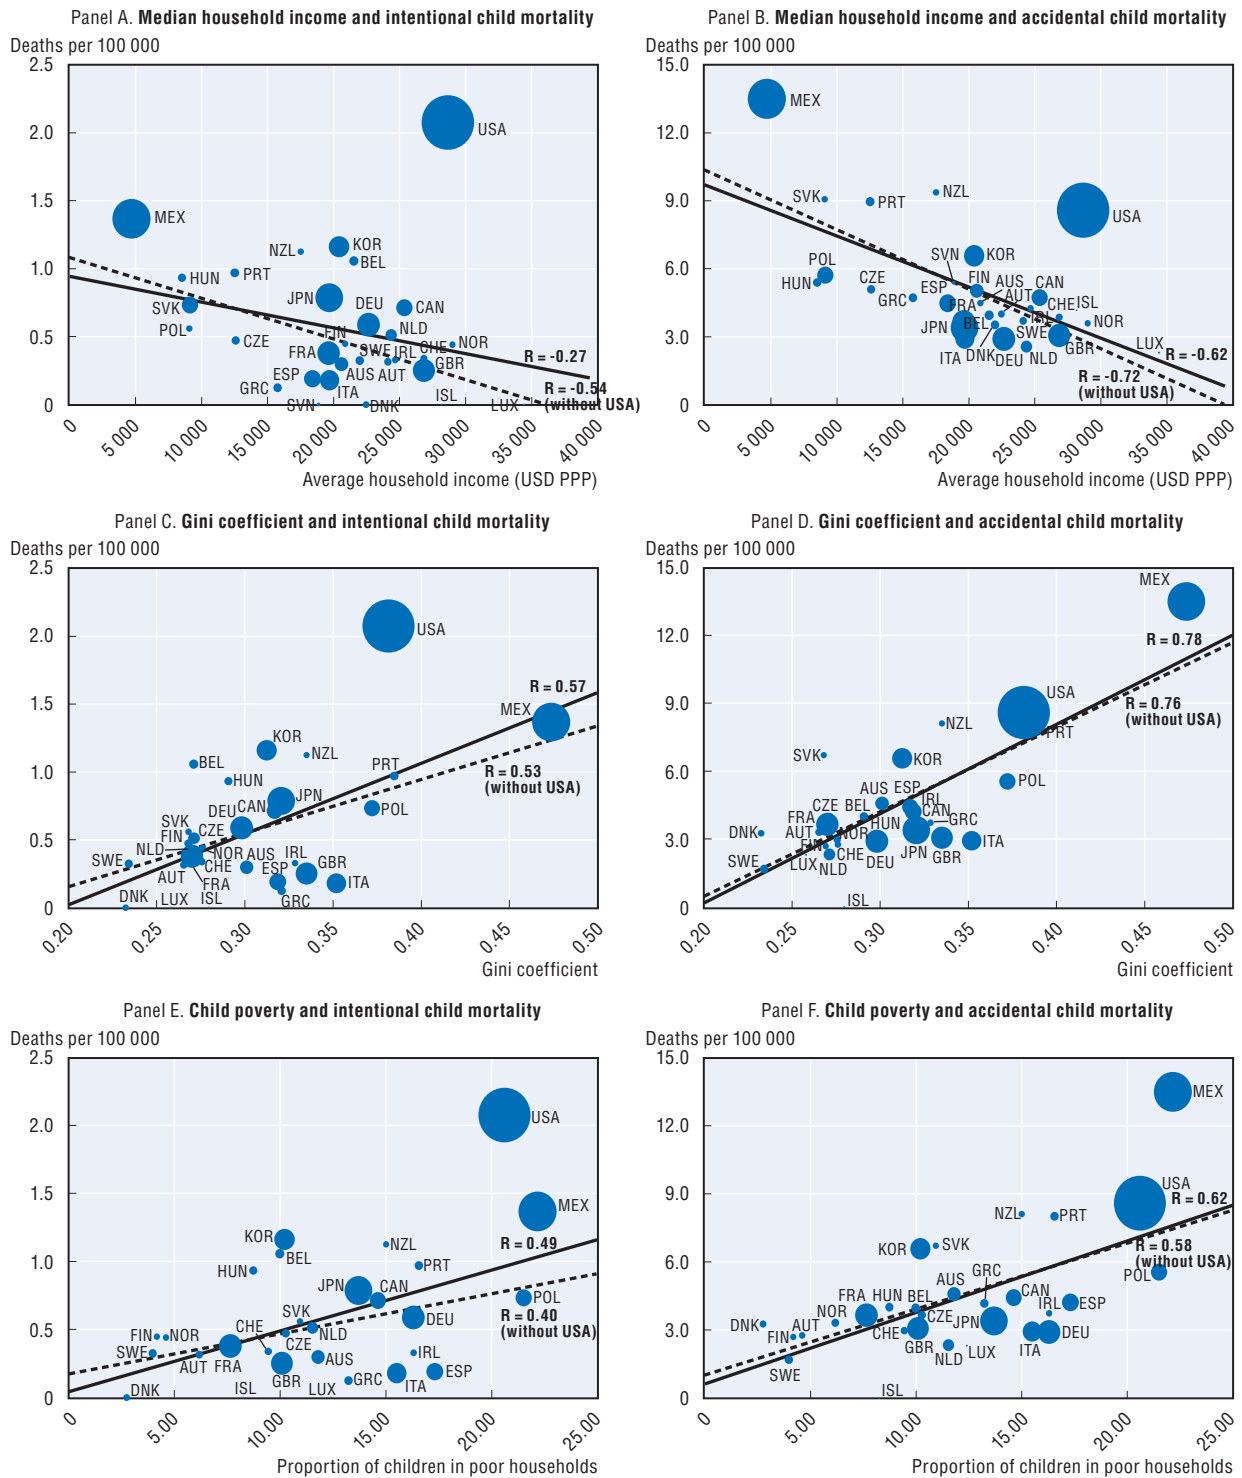 Panel A. Median household income and intentional child mortality
Deaths per 100 000
2.5
2.0
1.5
1.0
0.5
0
USA
MEX
NZL
KOR
BEL
HUN
PRT
SVK
JPN
DEU
CAN
POL
CZE
FIN
NLD
NOR
FRA
SWE
IRL
CHE
GBR
ESP
AUS
AUT
GRC
ITA
SVN
DNK
ISL
LUX
R = -0.27
R = -0.54
(without USA)
0
5 000
10 000
15 000
20 000
25 000
30 000
35 000
40 000
Average household income (USD PPP)
Panel B. Median household income and accidental child mortality
Deaths per 100 000
15.0
12.0
9.0
6.0
3.0
0
MEX
SVK
PRT
NZL
USA
SVN
KOR
POL
HUN
CZE
FIN
AUS
CAN
GRC
ESP
FRA
AUT
CHE
ISL
JPN
BEL
IRL
NOR
SWE
ITA
DNK
DEU
NLD
GBR
LUX
R = -0.62
R = -0.72
(without USA)
0
5 000
10 000
15 000
20 000
25 000
30 000
35 000
40 000
Average household income (USD PPP)
Panel C. Gini coefficient and intentional child mortality
Deaths per 100 000
2.5
2.0
1.5
1.0
0.5
0
USA
R = 0.57
MEX
KOR
BEL
NZL
HUN
PRT
R = 0.53
(without USA)
JPN
CAN
DEU
POL
SVK
FIN
CZE
NLD
NOR
AUS
IRL
SWE
AUT
CHE
ESP
GBR
FRA
ITA
DNK
LUX
ISL
GRC
0.20
0.25
0.30
0.35
0.40
0.45
0.50
Gini coefficient
Panel D. Gini coefficient and accidental child mortality
Deaths per 100 000
15.0
12.0
9.0
6.0
3.0
0
MEX
R = 0.78
USA
R = 0.76
(without USA)
NZL
PRT
SVK
KOR
POL
AUS
ESP
CZE
BEL
IRL
FRA
CAN
GRC
DNK
AUT
HUN
NOR
FIN
ITA
SWE
LUX
CHE
NLD
DEU
JPN
GBR
ISL
0.20
0.25
0.30
0.35
0.40
0.45
0.50
Gini coefficient
Panel E. Child poverty and intentional child mortality
Deaths per 100 000
2.5
2.0
1.5
1.0
0.5
0
USA
MEX
KOR
R = 0.49
BEL
NZL
HUN
PRT
JPN
CAN
POL
R = 0.40
(without USA)
SVK
DEU
FIN
NOR
CHE
NLD
CZE
SWE
AUT
FRA
AUS
IRL
GBR
DNK
ISL
LUX
GRC
ITA
ESP
0
5.00
10.00
15.00
20.00
25.00
Proportion of children in poor households
Panel F. Child poverty and accidental child mortality
Deaths per 100 000
15.0
12.0
9.0
6.0
3.0
0
MEX
USA
R = 0.62
NZL
PRT
KOR
SVK
R = 0.58
(without USA)
POL
GRC
AUS
FRA
HUN
BEL
CAN
NOR
CZE
IRL
ESP
DNK
AUT
JPN
FIN
CHE
GBR
DEU
SWE
NLD
LUX
ITA
ISL
0
5.00
10.00
15.00
20.00
25.00
Proportion of children in poor households